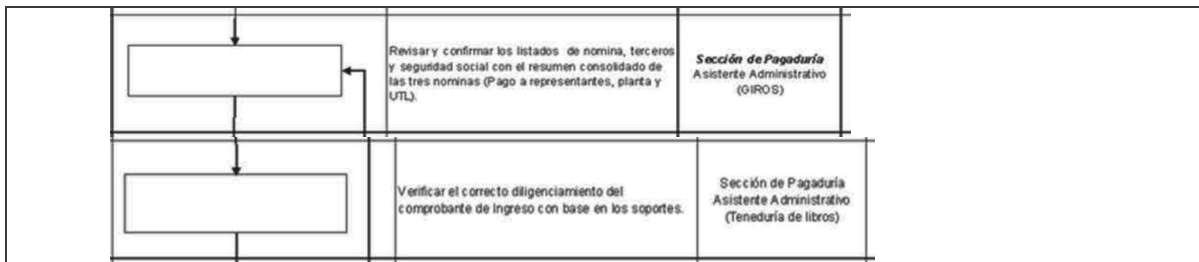 Revisar y confirmar los listados de nomina, terceros
y seguridad social con el resumen consolidado de
las tres nominas (Pago a representantes, planta y
UTL).
Sección de Pagaduría
Asistente Administrativo
(GIROS)
Verificar el correcto diligenciamiento del
comprobante de Ingreso con base en los soportes.
Sección de Pagaduría
Asistente Administrativo
(Teneduría de libros)